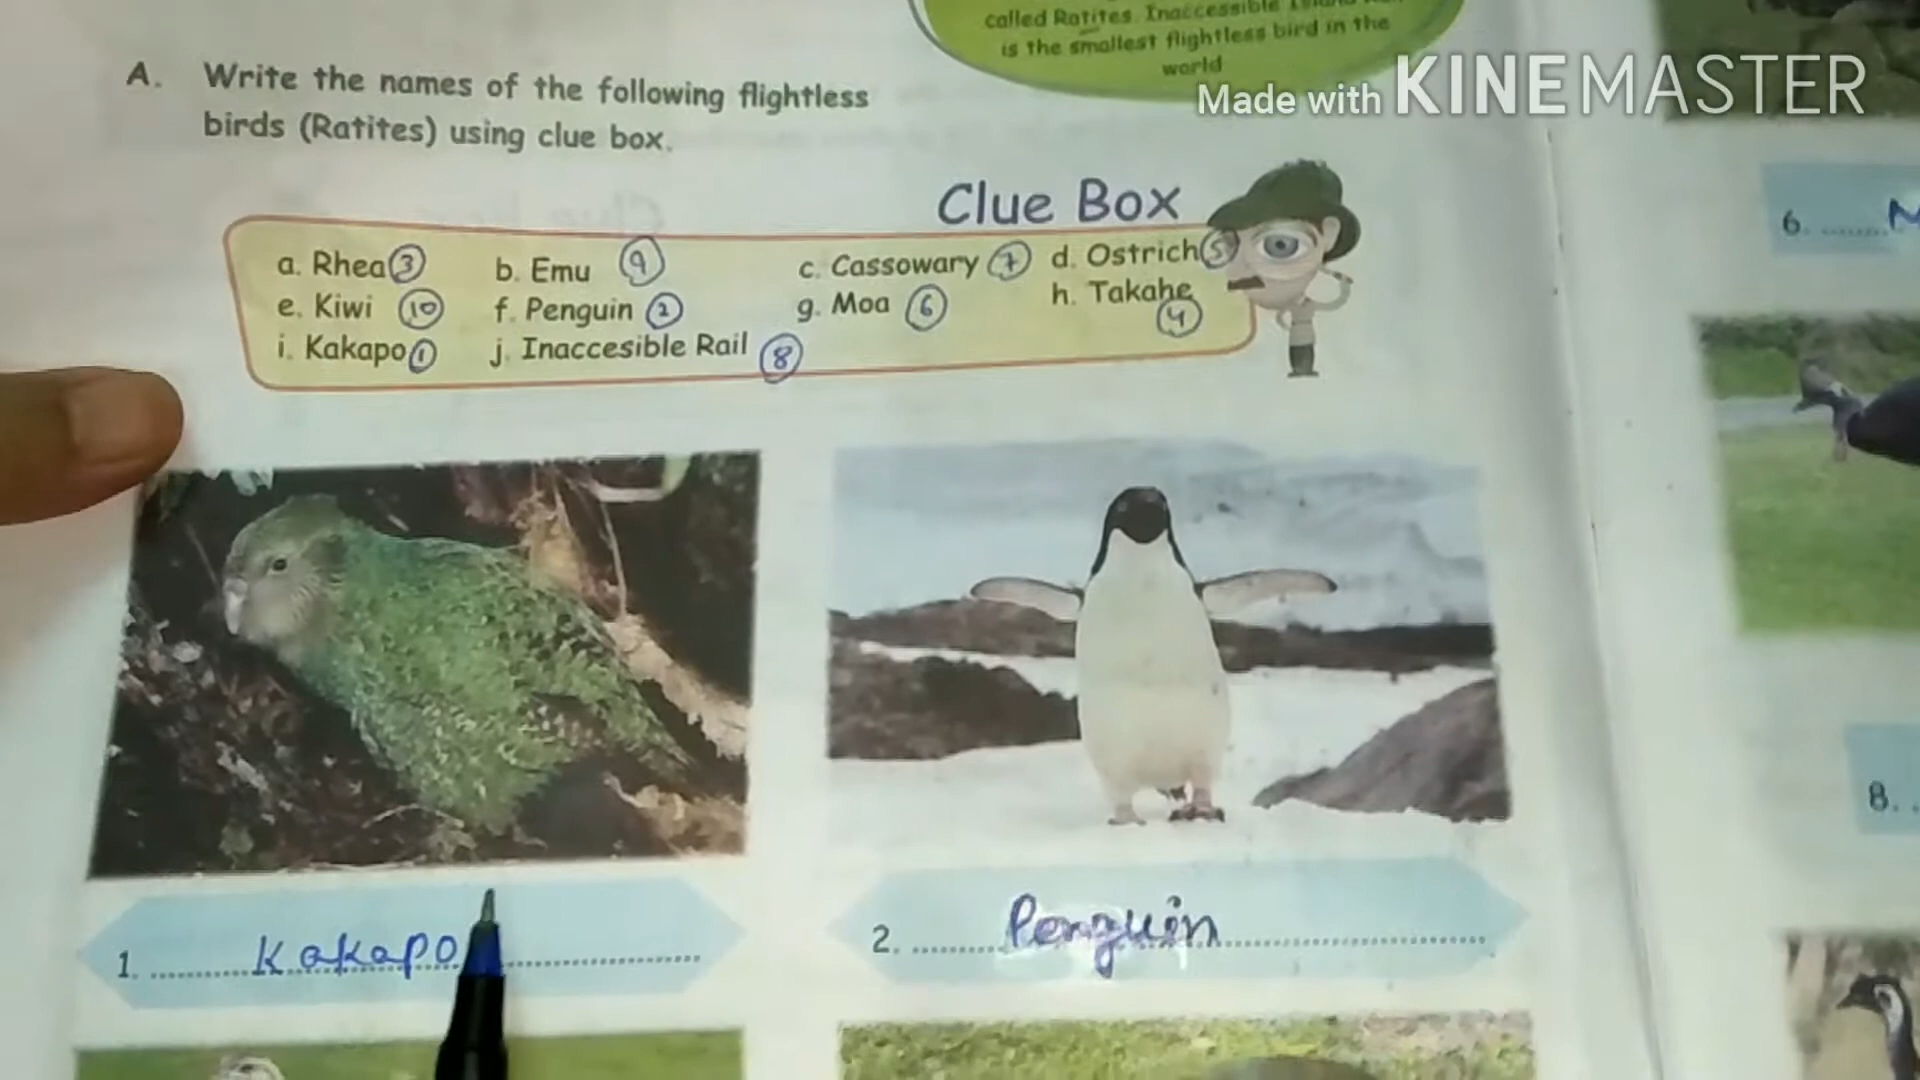 called Ratites. Inaccessible Island
is the smallest flightless bird in the
world
Made with KINEMASTER
A. Write the names of the following flightless
birds (Ratites) using clue box.
Clue Box
a. Rhea 3 b. Emu 9 c. Cassowary 7 d. Ostrich 5
e. Kiwi 10 f. Penguin 2 g. Moa 6 h. Takahe 4
i. Kakapo 1 j. Inaccesible Rail 8
6.
8.
1. Kakapo
2. Penguin